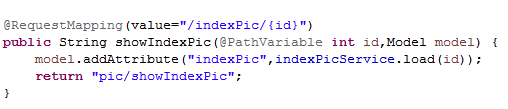 @RequestMapping(value="/indexPic/{id}")
public String showIndexPic(@PathVariable int id,Model model) {
model.addAttribute("indexPic",indexPicService.load(id));
return "pic/showIndexPic";
}